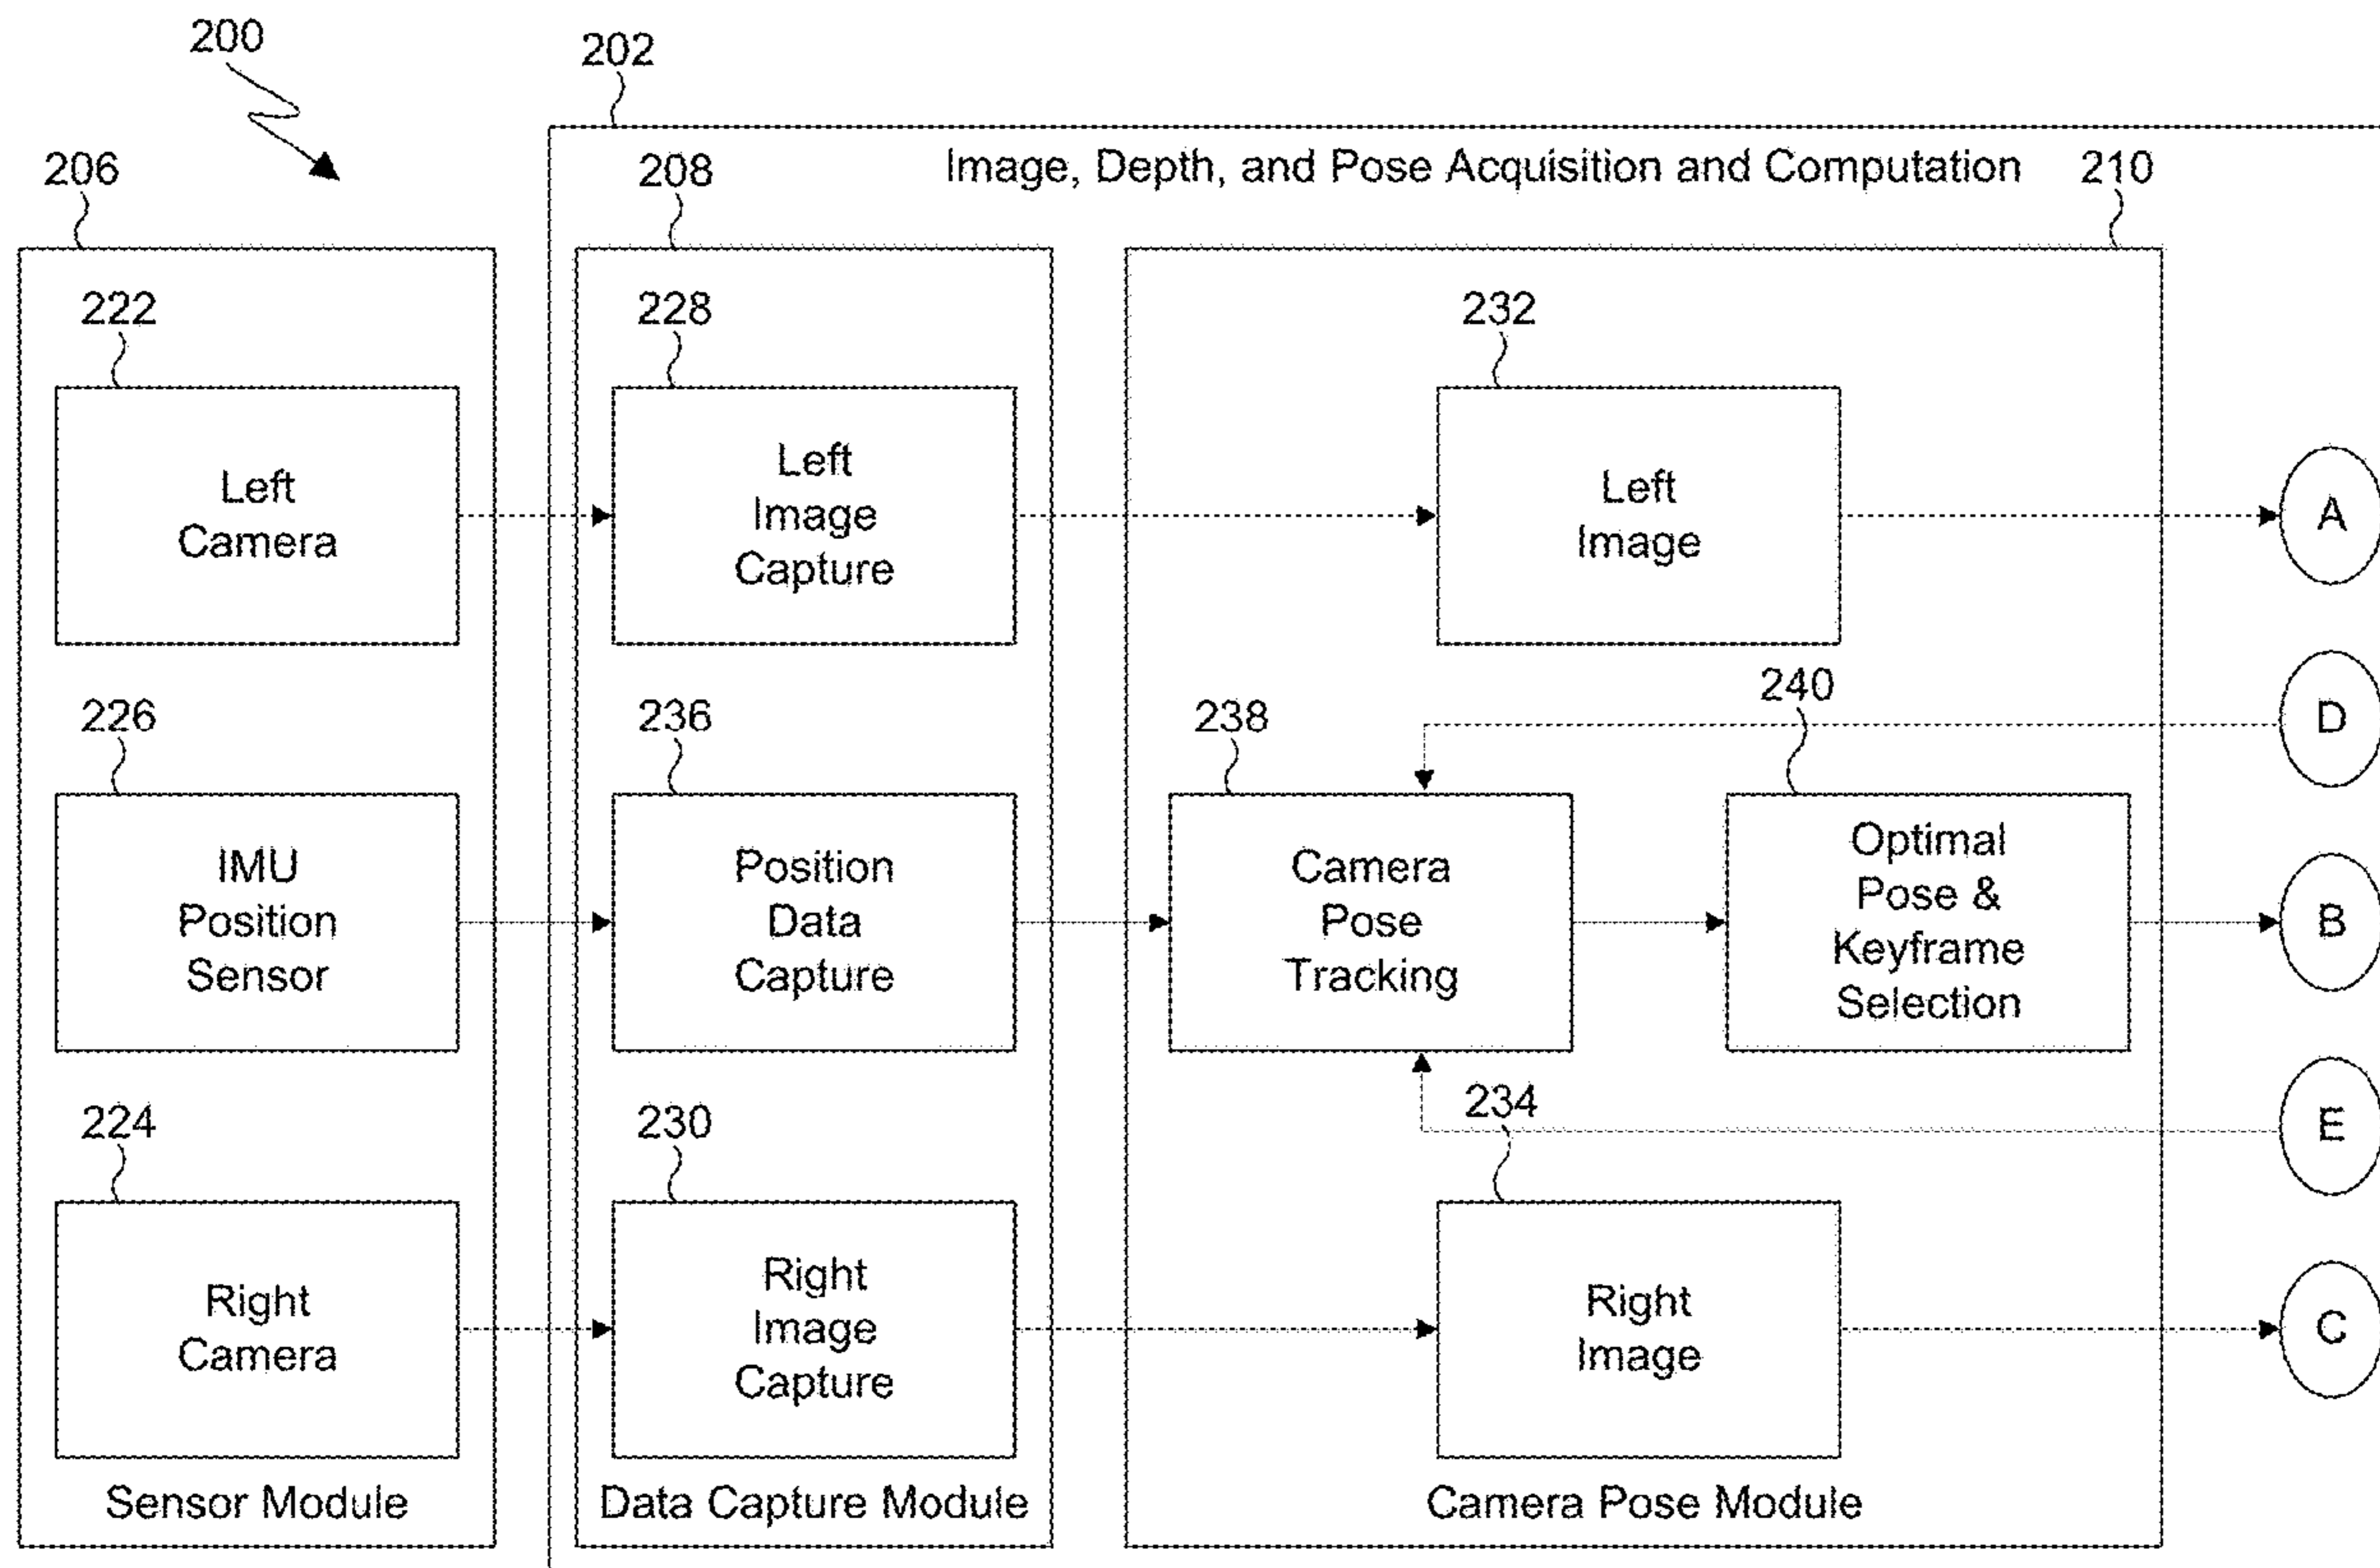 200
202
206
208
Image, Depth, and Pose Acquisition and Computation
210
222
228
232
Left
Camera
Left
Image
Capture
Left
Image
A
D
226
236
238
240
IMU
Position
Sensor
Position
Data
Capture
Camera
Pose
Tracking
Optimal
Pose &
Keyframe
Selection
B
E
224
230
234
Right
Camera
Right
Image
Capture
Right
Image
C
Sensor Module
Data Capture Module
Camera Pose Module